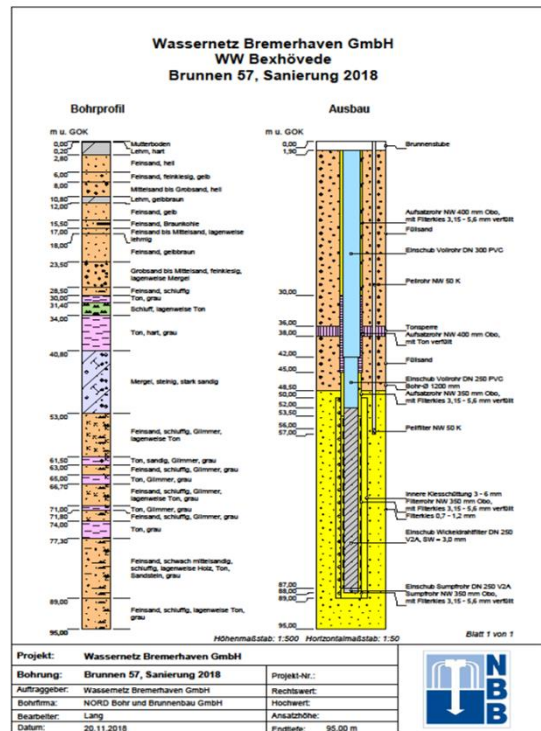 Wassernetz Bremerhaven GmbH
WW Bexhövede
Brunnen 57, Sanierung 2018
Bohrprofil
m u. GOK
0,00
0,20
2,80
6,00
8,00
10,80
12,00
15,50
17,00
18,00
23,50
28,50
30,00
31,40
34,00
40,80
53,00
61,50
63,00
65,00
66,70
71,00
71,80
74,00
77,30
89,00
95,00
Mutterboden
Lehm, hart
Feinsand, hell
Feinsand, feinkiesig, gelb
Mittelsand bis Grobsand, hell
Lehm, gelbbraun
Feinsand, gelb
Feinsand, Braunkohle
Feinsand bis Mittelsand, lagenweise
lehmig
Feinsand, gelbbraun
Grobsand bis Mittelsand, feinkiesig,
lagenweise Mergel
Feinsand, schluffig
Ton, grau
Schluff, lagenweise Ton
Ton, hart, grau
Mergel, steinig, stark sandig
Feinsand, schluffig, Glimmer,
lagenweise Ton
Ton, sandig, Glimmer, grau
Feinsand, schluffig, Glimmer, grau
Ton, Glimmer, grau
Feinsand, schluffig, Glimmer,
lagenweise Ton, grau
Ton, Glimmer, grau
Feinsand, schluffig, Glimmer, grau
Ton, grau
Feinsand, schwach mittelsandig,
schluffig, lagenweise Holz, Ton,
Sandstein, grau
Feinsand, schluffig, lagenweise Ton,
grau
Ausbau
m u. GOK
0,00
1,90
30,00
36,00
38,00
42,00
45,00
48,50
50,00
52,00
53,50
56,00
57,00
87,00
88,00
89,00
95,00
Brunnenstube
Aufsatzrohr NW 400 mm Obo,
mit Filterkies 3,15 - 5,6 mm verfüllt
Füllsand
Einschub Vollrohr DN 300 PVC
Peilrohr NW 50 K
Tonsperre
Aufsatzrohr NW 400 mm Obo,
mit Ton verfüllt
Füllsand
Einschub Vollrohr DN 250 PVC
Bohr-Ø 1200 mm
Aufsatzrohr NW 350 mm Obo,
mit Filterkies 3,15 - 5,6 mm verfüllt
Peilfilter NW 50 K
Innere Kiesschüttung 3 - 6 mm
Filterrohr NW 350 mm Obo,
mit Filterkies 3,15 - 5,6 mm verfüllt
Filterkies 0,7 - 1,2 mm
Einschub Wickeldrahtfilter DN 250
V2A, SW = 3,0 mm
Einschub Sumpfrohr DN 250 V2A
Sumpfrohr NW 350 mm Obo,
mit Filterkies 3,15 - 5,6 mm verfüllt
Höhenmaßstab: 1:500 Horizontalmaßstab: 1:50
Blatt 1 von 1
Projekt: Wassernetz Bremerhaven GmbH
Bohrung: Brunnen 57, Sanierung 2018
Projekt-Nr.:
Auftraggeber: Wassernetz Bremerhaven GmbH
Rechtswert:
Bohrfirma: NORD Bohr und Brunnenbau GmbH
Hochwert:
Bearbeiter: Lang
Ansatzhöhe:
Datum: 20.11.2018
Endtiefe: 95,00 m
NBB